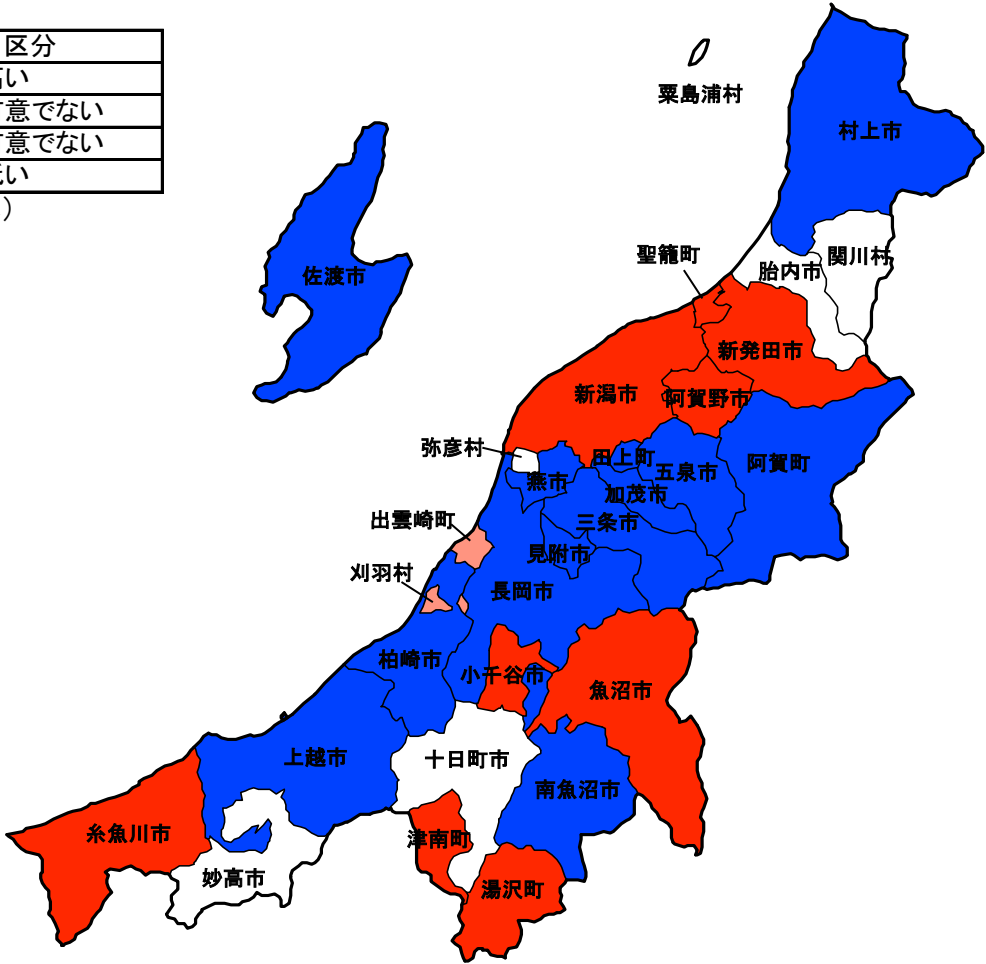 区分
高い
意でない
意でない
低い
)
粟島浦村
村上市
佐渡市
聖籠町
胎内市
関川村
新発田市
新潟市
阿賀野市
弥彦村
田上町
五泉市
阿賀町
燕市
加茂市
出雲崎町
三条市
見附市
刈羽村
長岡市
柏崎市
小千谷市
魚沼市
上越市
十日町市
南魚沼市
糸魚川市
津南町
妙高市
湯沢町